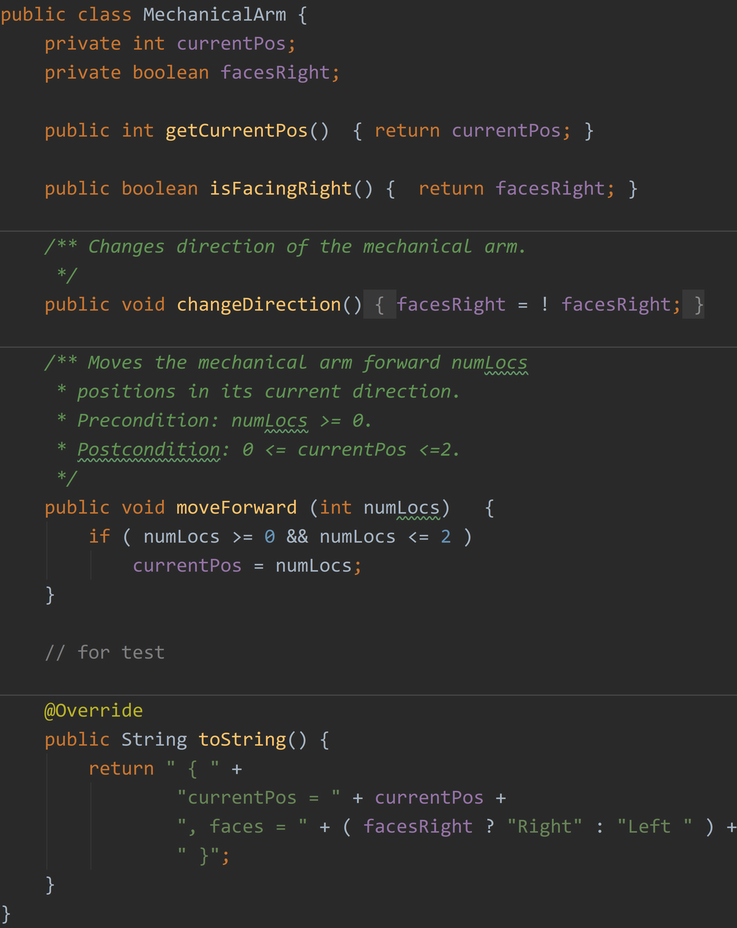 public class MechanicalArm {
    private int currentPos;
    private boolean facesRight;
    public int getCurrentPos()  { return currentPos; }
    public boolean isFacingRight() {  return facesRight; }
    /** Changes direction of the mechanical arm.
     */
    public void changeDirection() { facesRight = ! facesRight; }
    /** Moves the mechanical arm forward numLocs
     * positions in its current direction.
     * Precondition: numLocs >= 0.
     * Postcondition: 0 <= currentPos <=2.
     */
    public void moveForward (int numLocs)   {
        if ( numLocs >= 0 && numLocs <= 2 )
            currentPos = numLocs;
    }
    // for test
    @Override
    public String toString() {
        return " { " +
                "currentPos = " + currentPos +
                ", faces = " + ( facesRight ? "Right" : "Left " ) +
                " }";
    }
}